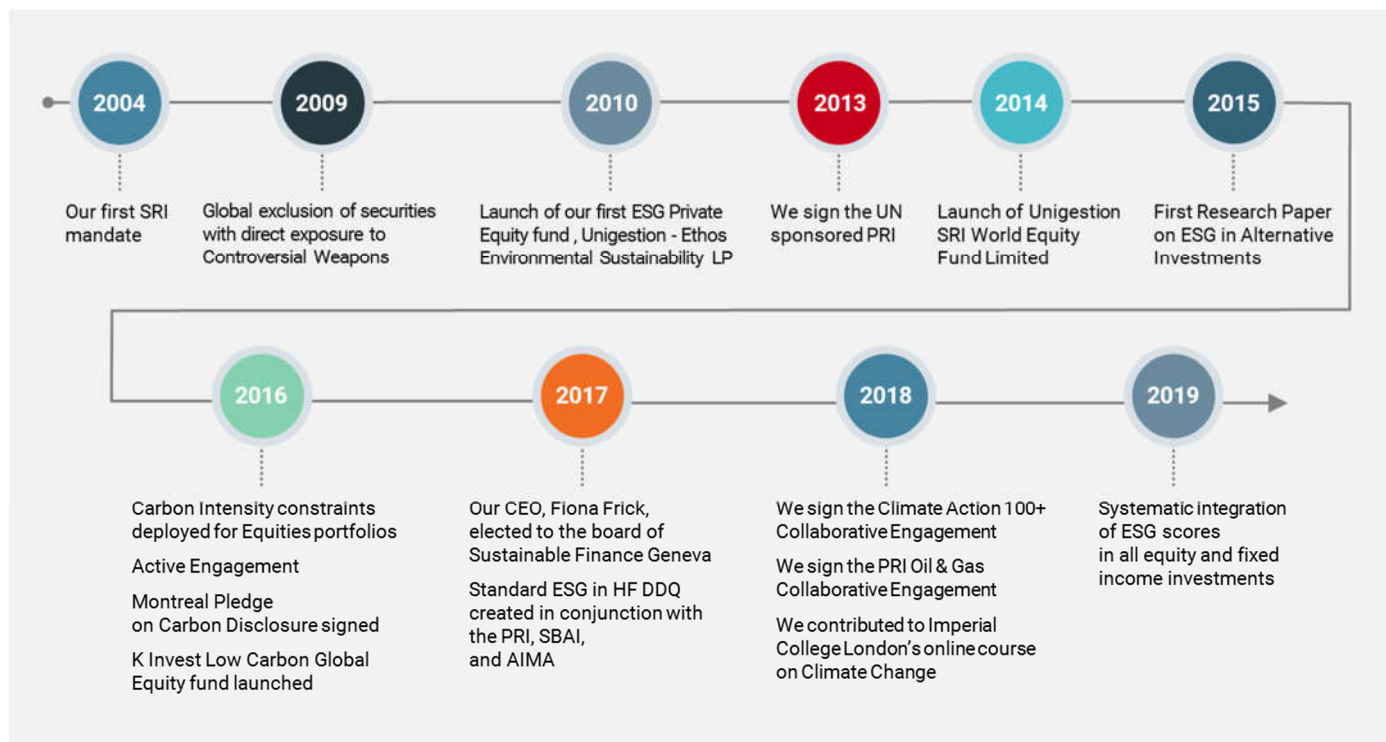 2004
2009
2010
2013
2014
2015
Our first SRI
mandate
Global exclusion of securities
with direct exposure to
Controversial Weapons
Launch of our first ESG Private
Equity fund , Unigestion - Ethos
Environmental Sustainability LP
We sign the UN
sponsored PRI
Launch of Unigestion
SRI World Equity
Fund Limited
First Research Paper
on ESG in Alternative
Investments
2016
2017
2018
2019
Carbon Intensity constraints
deployed for Equities portfolios
Active Engagement
Montreal Pledge
on Carbon Disclosure signed
K Invest Low Carbon Global
Equity fund launched
Our CEO, Fiona Frick,
elected to the board of
Sustainable Finance Geneva
Standard ESG in HF DDQ
created in conjunction with
the PRI, SBAI,
and AIMA
We sign the Climate Action 100+
Collaborative Engagement
We sign the PRI Oil & Gas
Collaborative Engagement
We contributed to Imperial
College London's online course
on Climate Change
Systematic integration
of ESG scores
in all equity and fixed
income investments